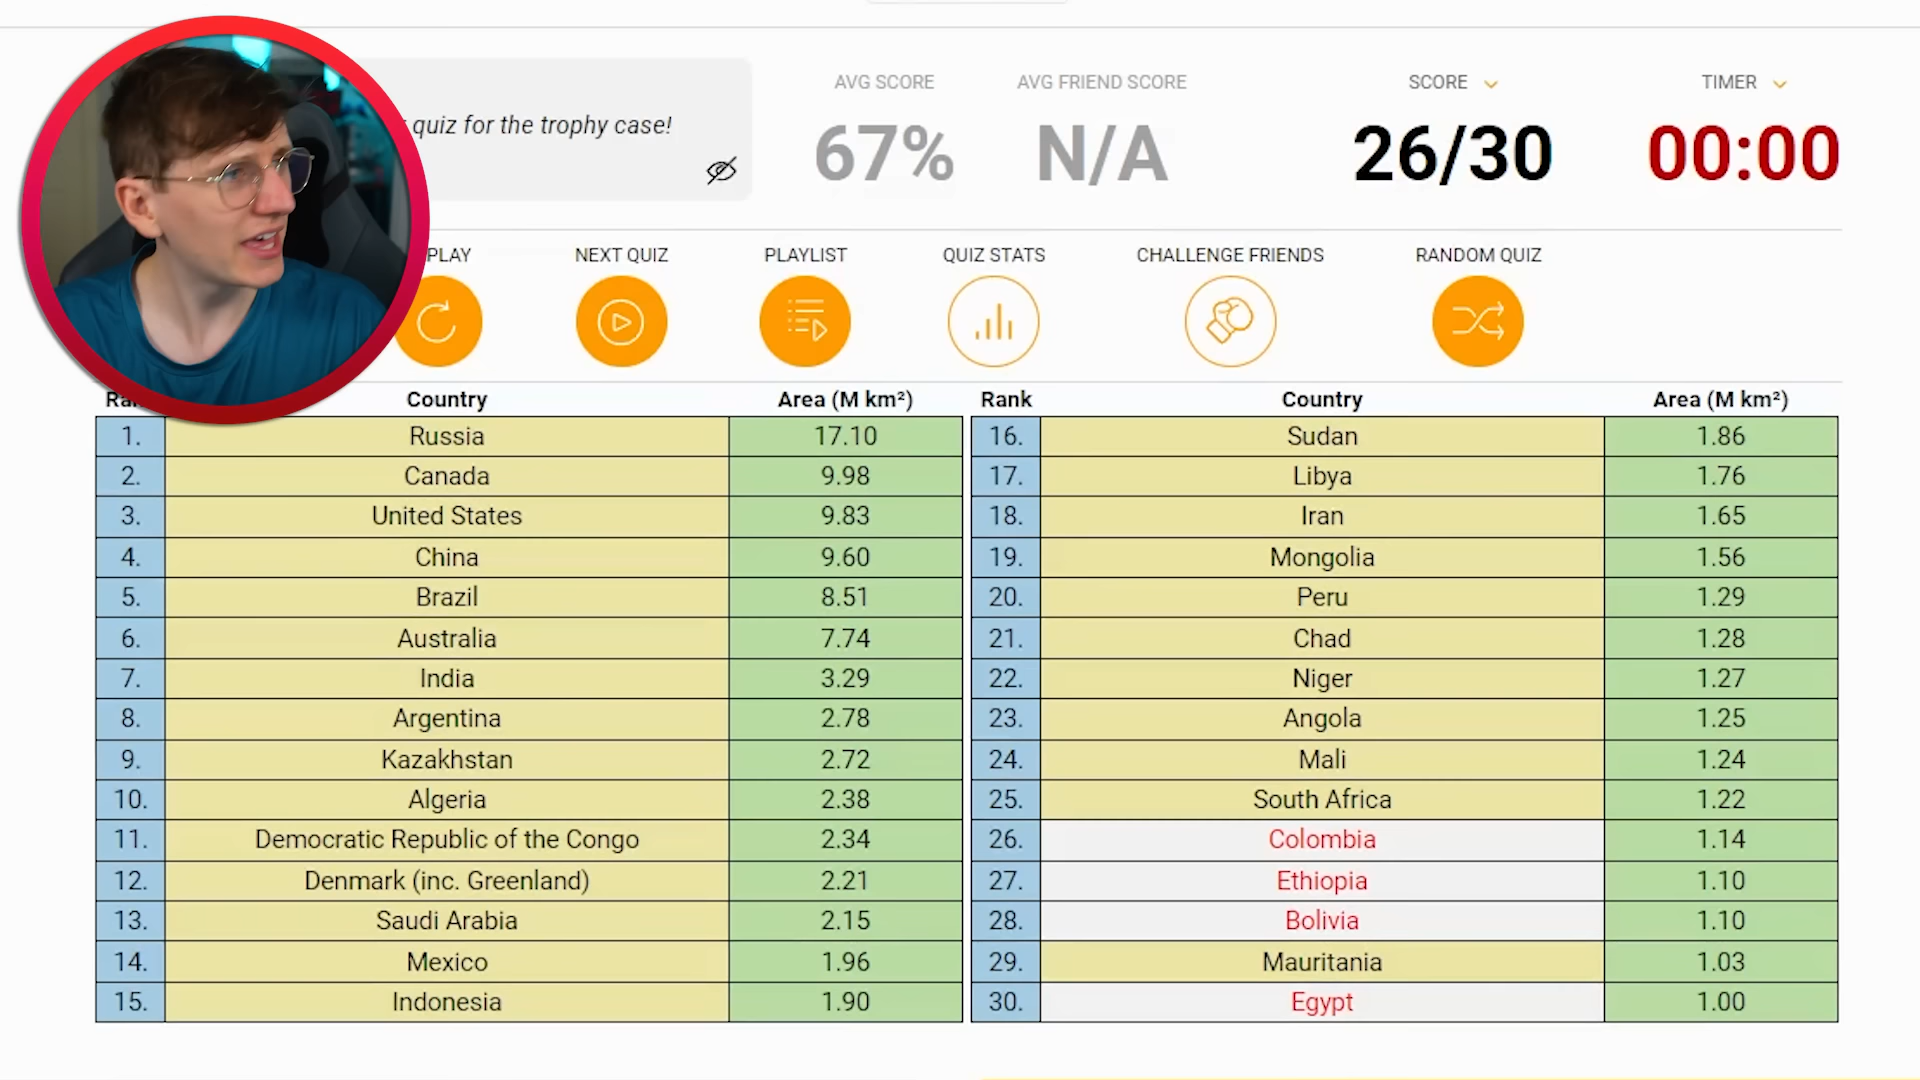 quiz for the trophy case!
AVG SCORE
67%
AVG FRIEND SCORE
N/A
SCORE
26/30
TIMER
00:00
PLAY
NEXT QUIZ
PLAYLIST
QUIZ STATS
CHALLENGE FRIENDS
RANDOM QUIZ
Country Area (M km²) Rank Country Area (M km²)
1. Russia 17.10 16. Sudan 1.86
2. Canada 9.98 17. Libya 1.76
3. United States 9.83 18. Iran 1.65
4. China 9.60 19. Mongolia 1.56
5. Brazil 8.51 20. Peru 1.29
6. Australia 7.74 21. Chad 1.28
7. India 3.29 22. Niger 1.27
8. Argentina 2.78 23. Angola 1.25
9. Kazakhstan 2.72 24. Mali 1.24
10. Algeria 2.38 25. South Africa 1.22
11. Democratic Republic of the Congo 2.34 26. Colombia 1.14
12. Denmark (inc. Greenland) 2.21 27. Ethiopia 1.10
13. Saudi Arabia 2.15 28. Bolivia 1.10
14. Mexico 1.96 29. Mauritania 1.03
15. Indonesia 1.90 30. Egypt 1.00